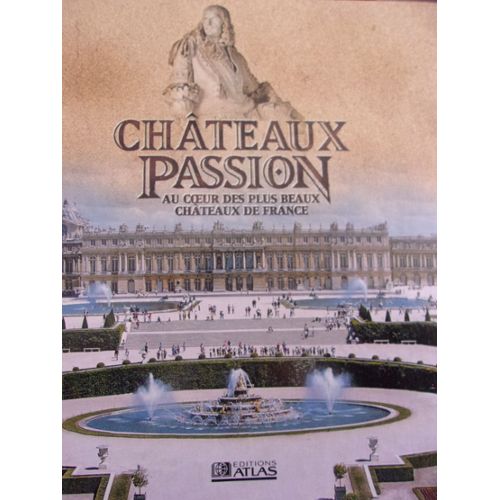 CHÂTEAUX
PASSION
AU CŒUR DES PLUS BEAUX
CHÂTEAUX DE FRANCE
EDITIONS
ATLAS